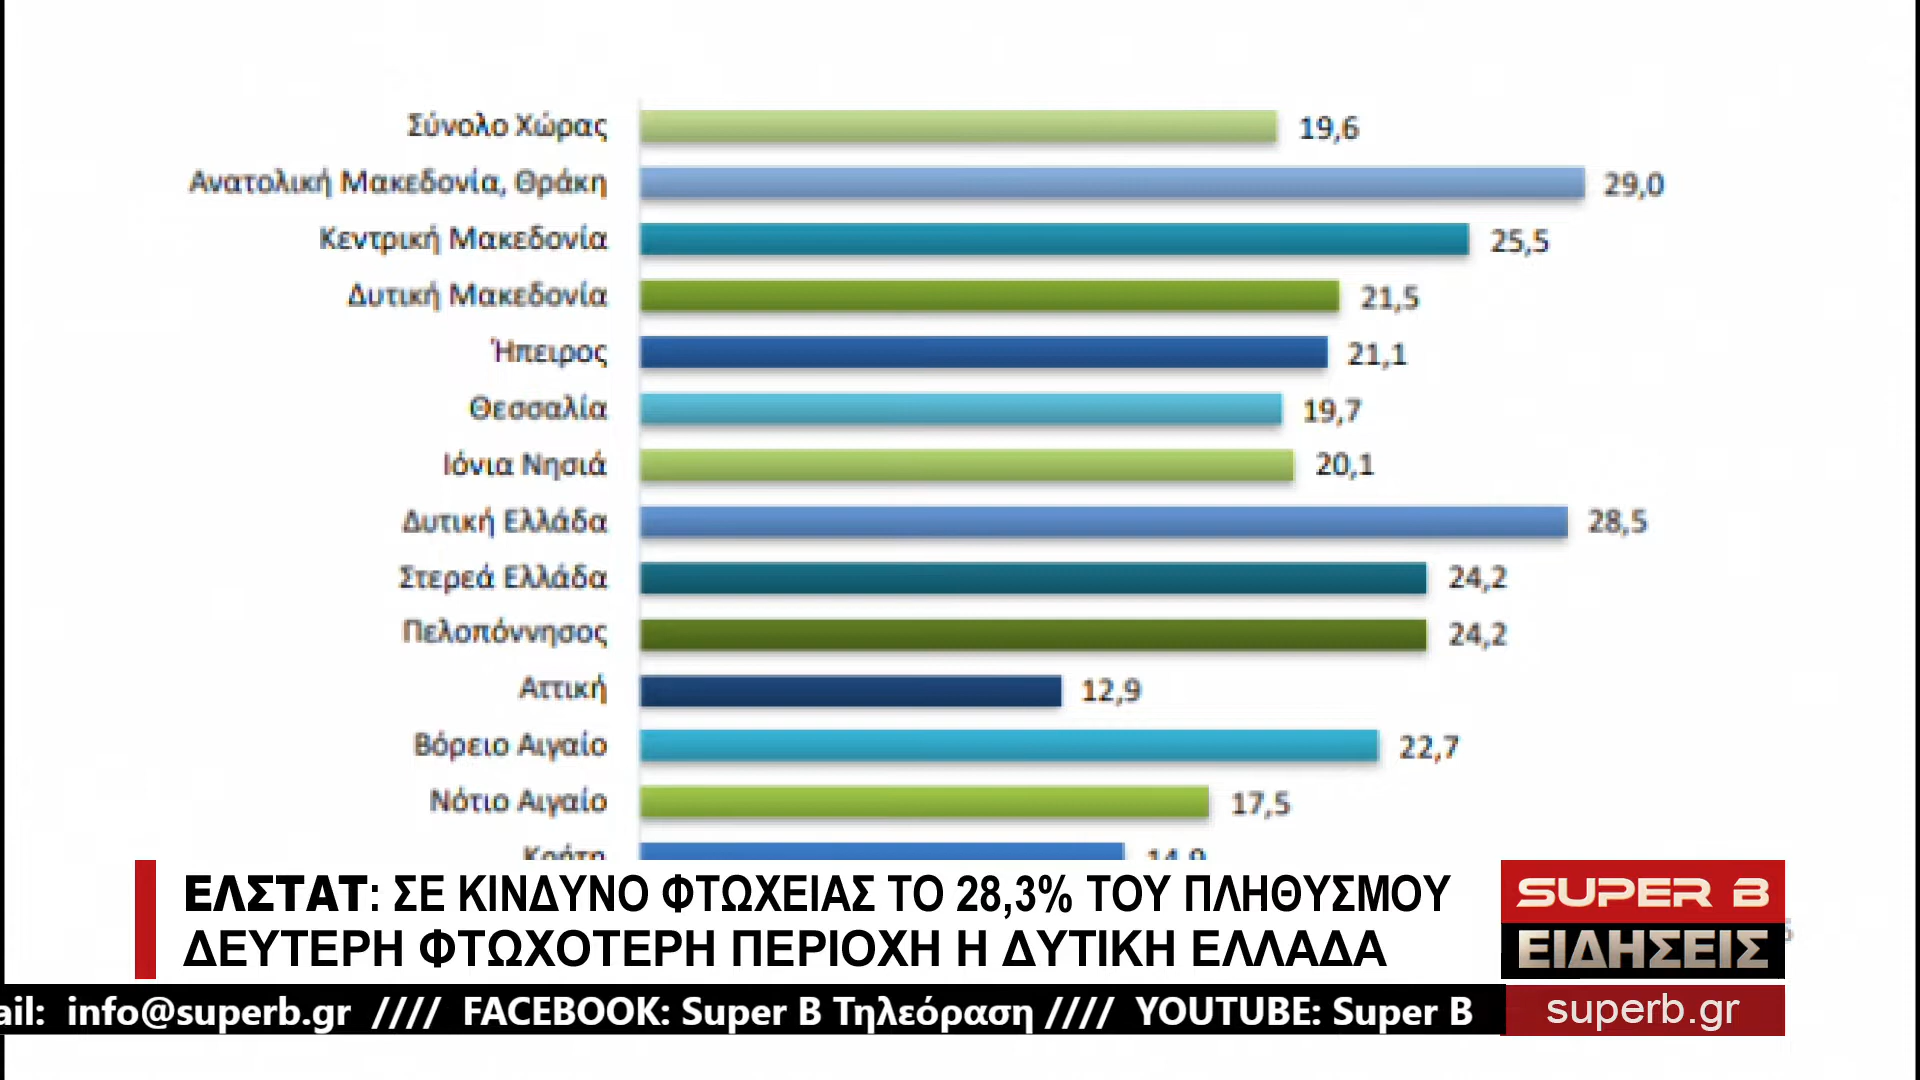 Σύνολο Χώρας 19,6
Ανατολική Μακεδονία, Θράκη 29,0
Κεντρική Μακεδονία 25,5
Δυτική Μακεδονία 21,5
Ήπειρος 21,1
Θεσσαλία 19,7
Ιόνια Νησιά 20,1
Δυτική Ελλάδα 28,5
Στερεά Ελλάδα 24,2
Πελοπόννησος 24,2
Αττική 12,9
Βόρειο Αιγαίο 22,7
Νότιο Αιγαίο 17,5
Κρήτη 14,9
ΕΛΣΤΑΤ: ΣΕ ΚΙΝΔΥΝΟ ΦΤΩΧΕΙΑΣ ΤΟ 28,3% ΤΟΥ ΠΛΗΘΥΣΜΟΥ
ΔΕΥΤΕΡΗ ΦΤΩΧΟΤΕΡΗ ΠΕΡΙΟΧΗ Η ΔΥΤΙΚΗ ΕΛΛΑΔΑ
SUPER B
ΕΙΔΗΣΕΙΣ
ail: info@superb.gr //// FACEBOOK: Super B Τηλεόραση //// YOUTUBE: Super B
superb.gr